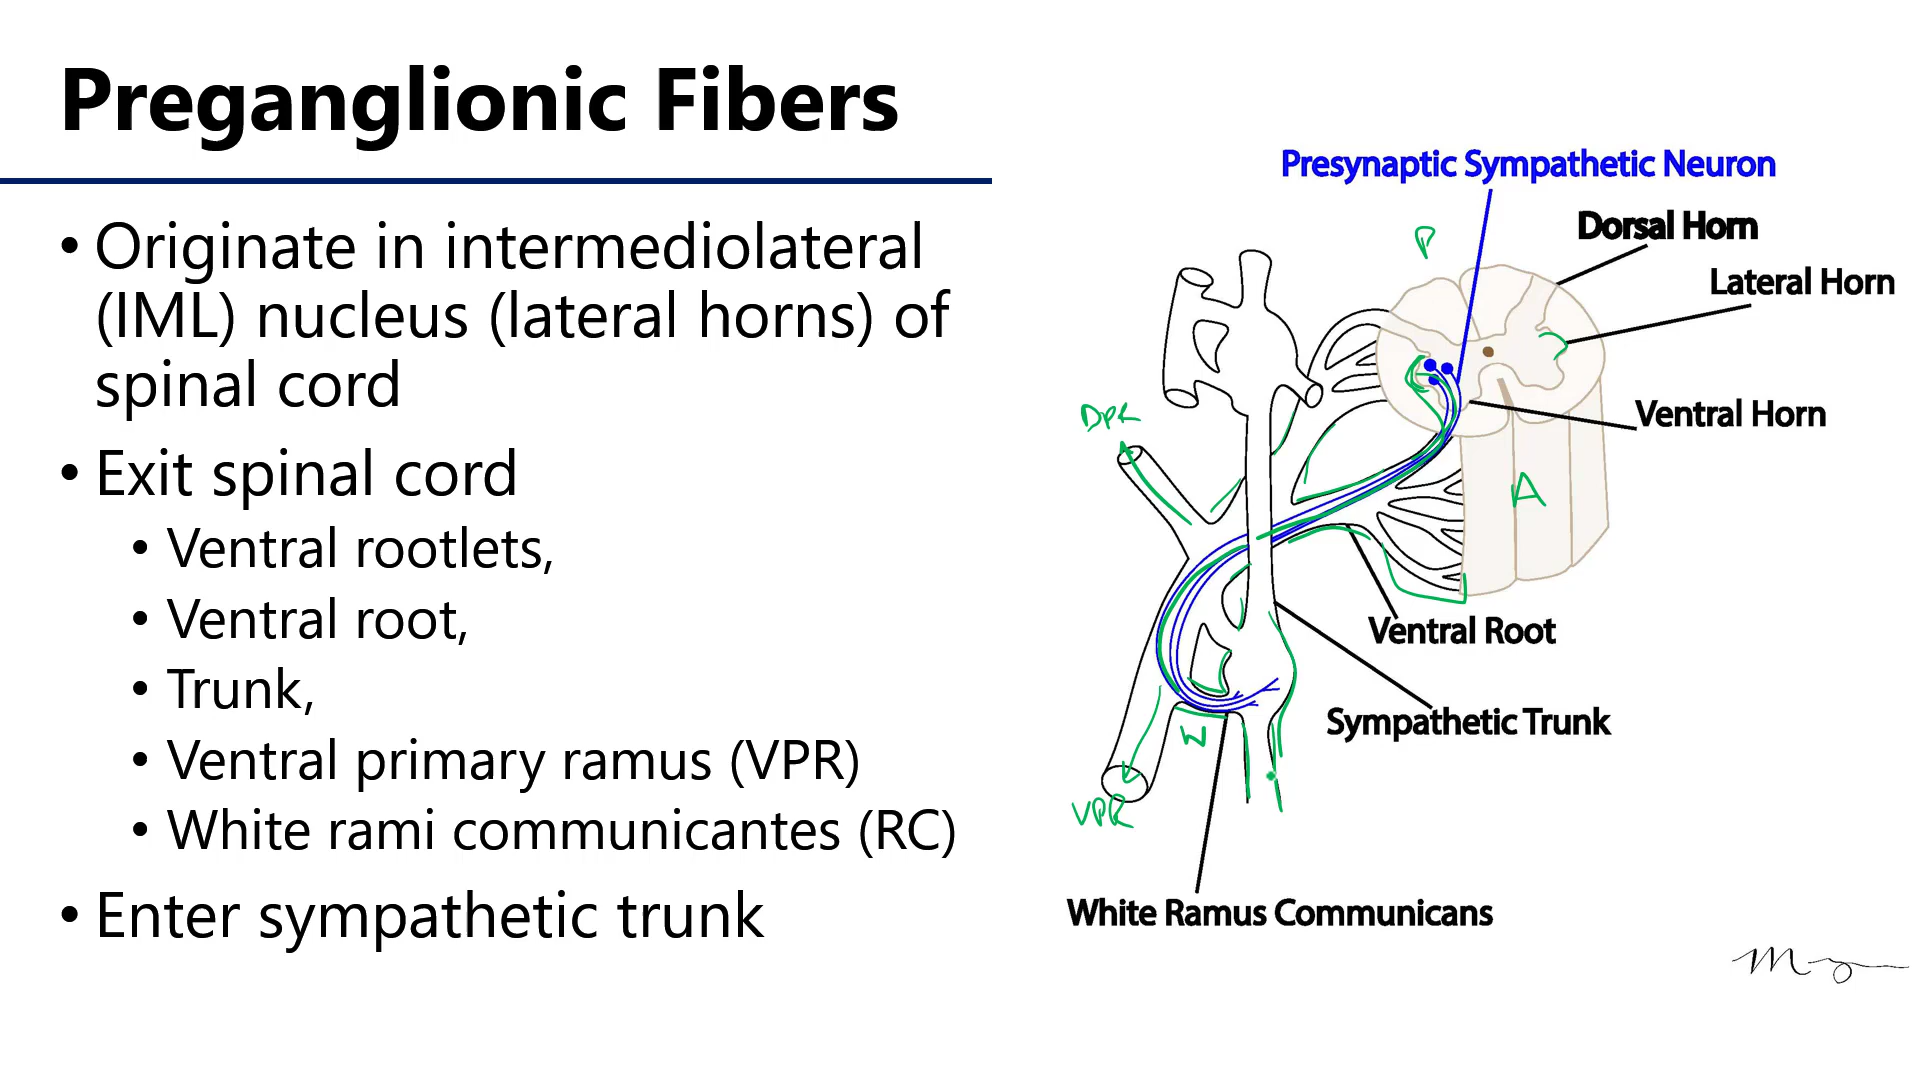 Preganglionic Fibers
• Originate in intermediolateral
(IML) nucleus (lateral horns) of
spinal cord
• Exit spinal cord
• Ventral rootlets,
• Ventral root,
• Trunk,
• Ventral primary ramus (VPR)
• White rami communicantes (RC)
• Enter sympathetic trunk
Presynaptic Sympathetic Neuron
Dorsal Horn
P
Lateral Horn
DPR
Ventral Horn
A
Ventral Root
Sympathetic Trunk
VPR
White Ramus Communicans